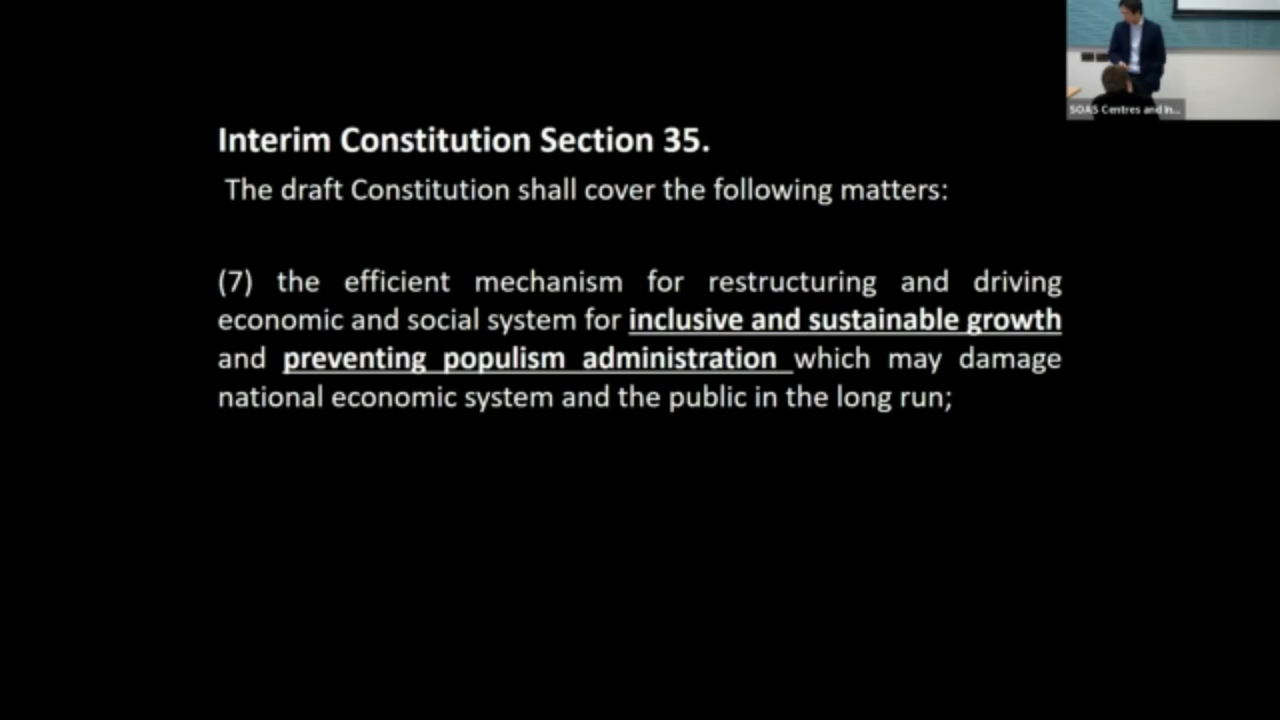 SOAS Centres and In...
Interim Constitution Section 35.
The draft Constitution shall cover the following matters:
(7) the efficient mechanism for restructuring and driving
economic and social system for inclusive and sustainable growth
and preventing populism administration which may damage
national economic system and the public in the long run;